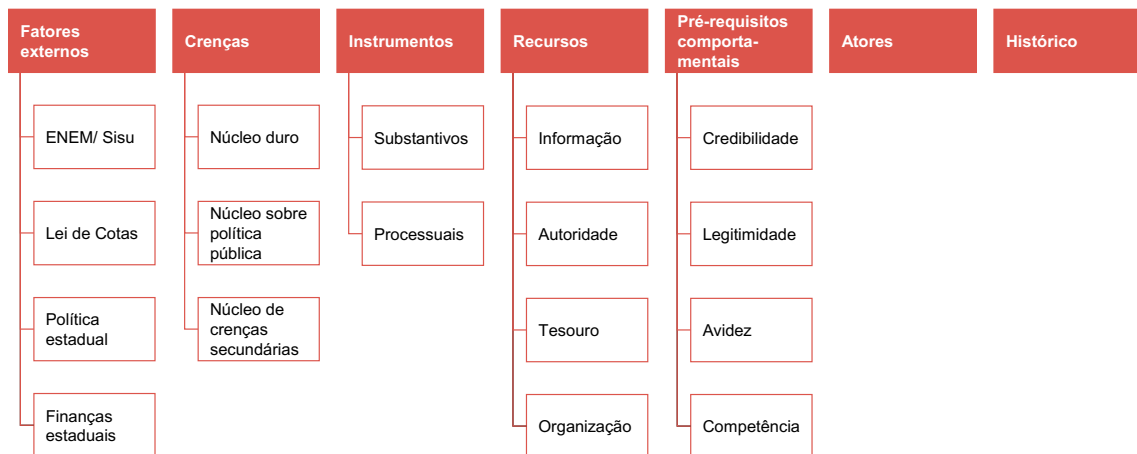 Fatores
externos
Crenças
Instrumentos
Recursos
Pré-requisitos
comporta-
mentais
Atores
Histórico
ENEM/ Sisu
Lei de Cotas
Política
estadual
Finanças
estaduais
Núcleo duro
Núcleo sobre
política
pública
Núcleo de
crenças
secundárias
Substantivos
Processuais
Informação
Autoridade
Tesouro
Organização
Credibilidade
Legitimidade
Avidez
Competência